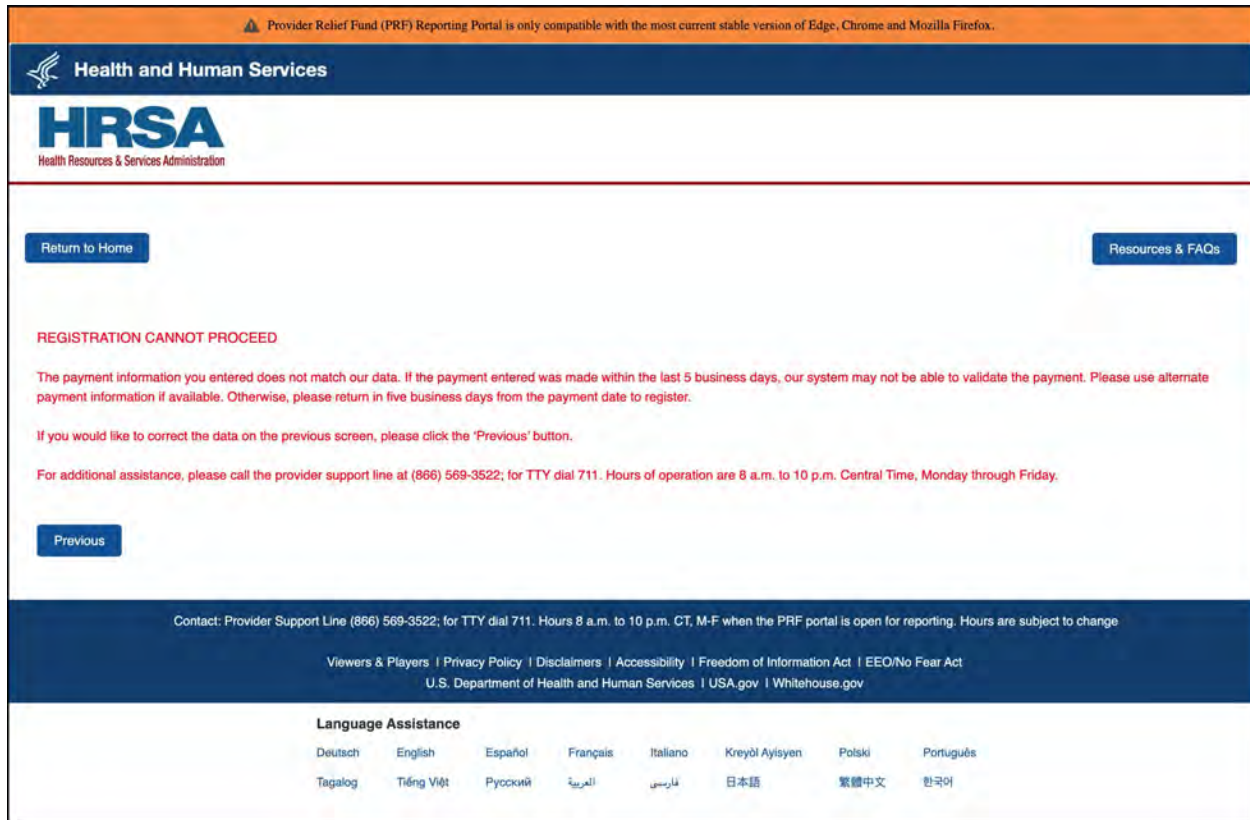 Provider Relief Fund (PRF) Reporting Portal is only compatible with the most current stable version of Edge, Chrome and Mozilla Firefox.
Health and Human Services
HRSA
Health Resources & Services Administration
Return to Home
Resources & FAQs
REGISTRATION CANNOT PROCEED
The payment information you entered does not match our data. If the payment entered was made within the last 5 business days, our system may not be able to validate the payment. Please use alternate
payment information if available. Otherwise, please return in five business days from the payment date to register.
If you would like to correct the data on the previous screen, please click the 'Previous' button.
For additional assistance, please call the provider support line at (866) 569-3522; for TTY dial 711. Hours of operation are 8 a.m. to 10 p.m. Central Time, Monday through Friday.
Previous
Contact: Provider Support Line (866) 569-3522; for TTY dial 711. Hours 8 a.m. to 10 p.m. CT, M-F when the PRF portal is open for reporting. Hours are subject to change
Viewers & Players | Privacy Policy | Disclaimers | Accessibility | Freedom of Information Act | EEO/No Fear Act
U.S. Department of Health and Human Services | USA.gov | Whitehouse.gov
Language Assistance
Deutsch English Español Français Italiano Kreyòl Ayisyen Polski Português
Tagalog Tiếng Việt Русский العربية فارسی 日本語 繁體中文 한국어